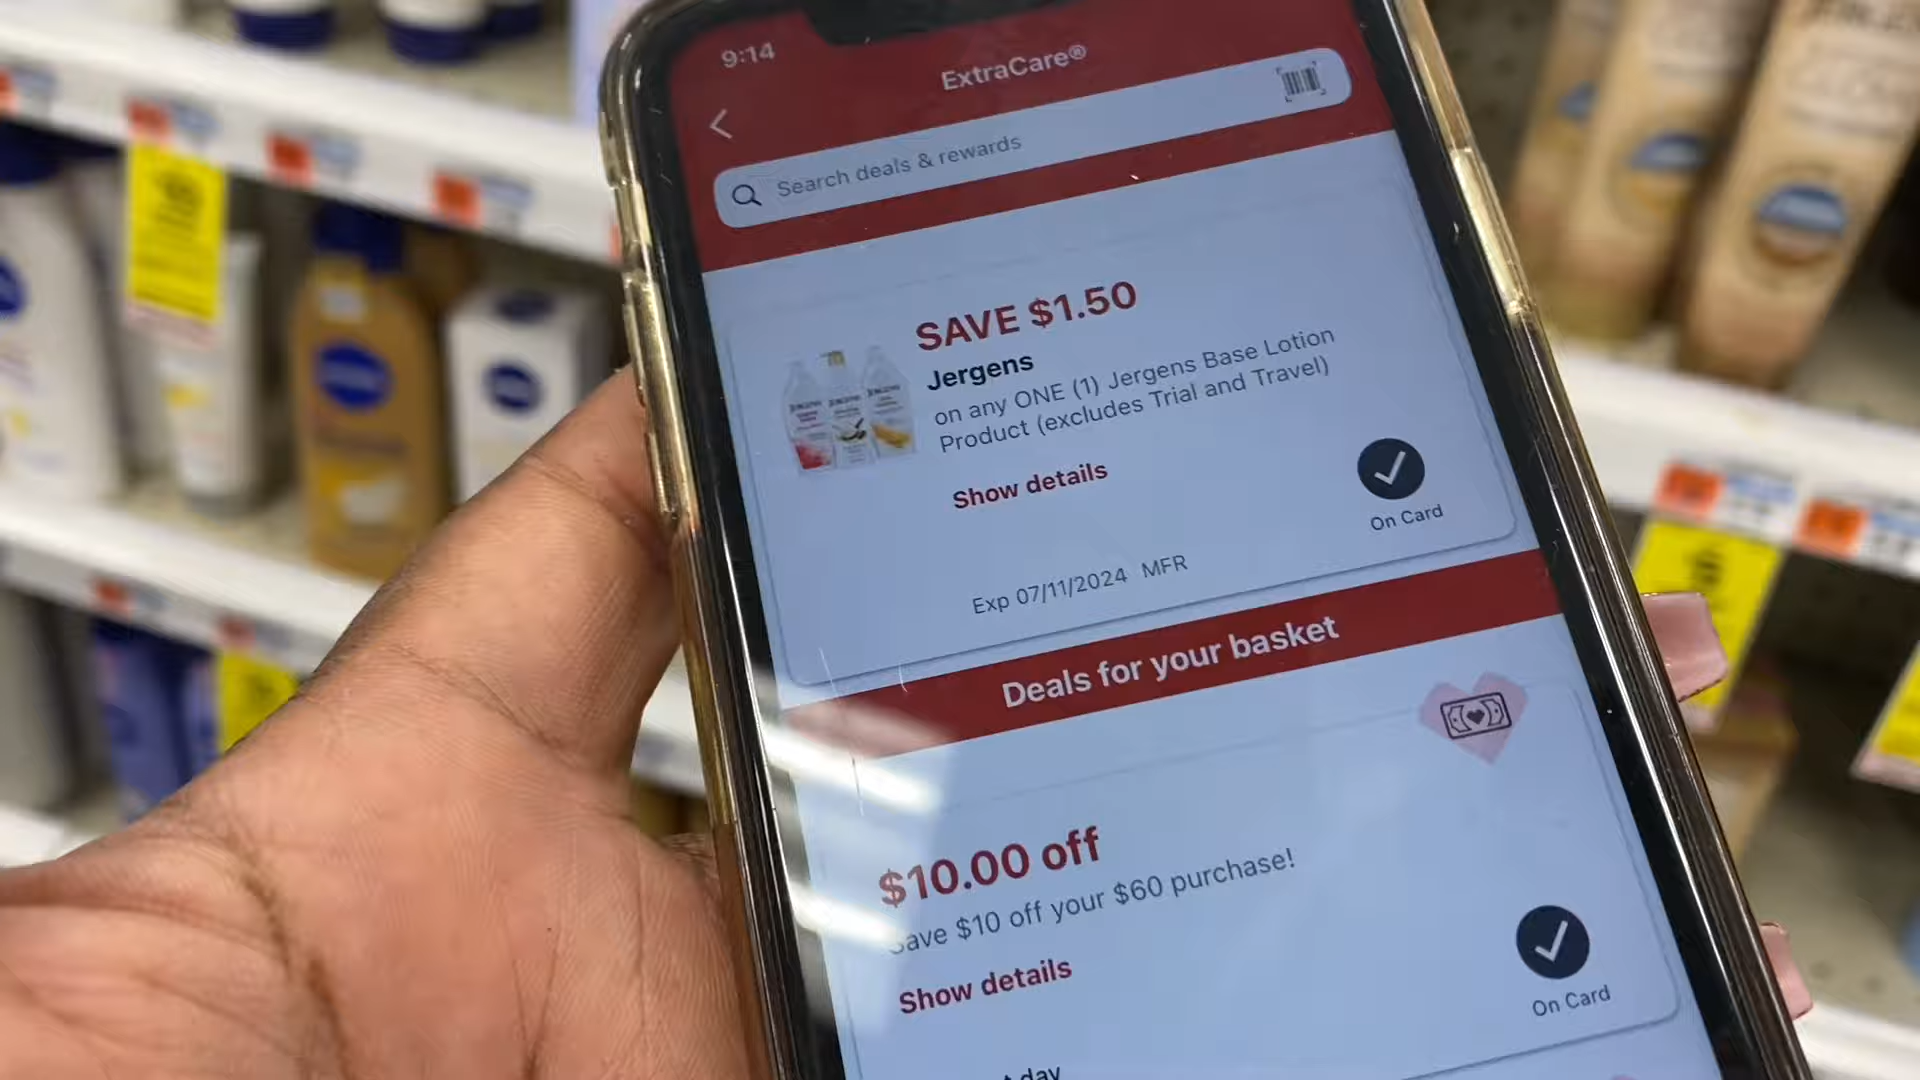 9:14
ExtraCare®
Search deals & rewards
SAVE $1.50
Jergens
on any ONE (1) Jergens Base Lotion
Product (excludes Trial and Travel)
Show details
On Card
Exp 07/11/2024 MFR
Deals for your basket
$10.00 off
Save $10 off your $60 purchase!
Show details
On Card
day